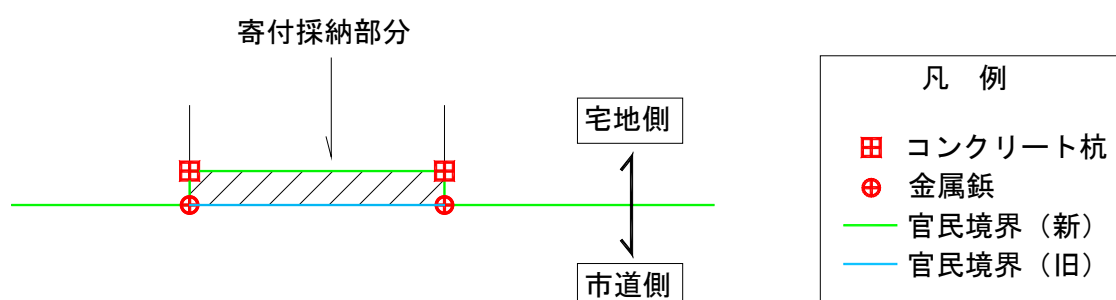 寄付採納部分
宅地側
市道側
凡 例
コンクリート杭
金属鋲
官民境界（新）
官民境界（旧）